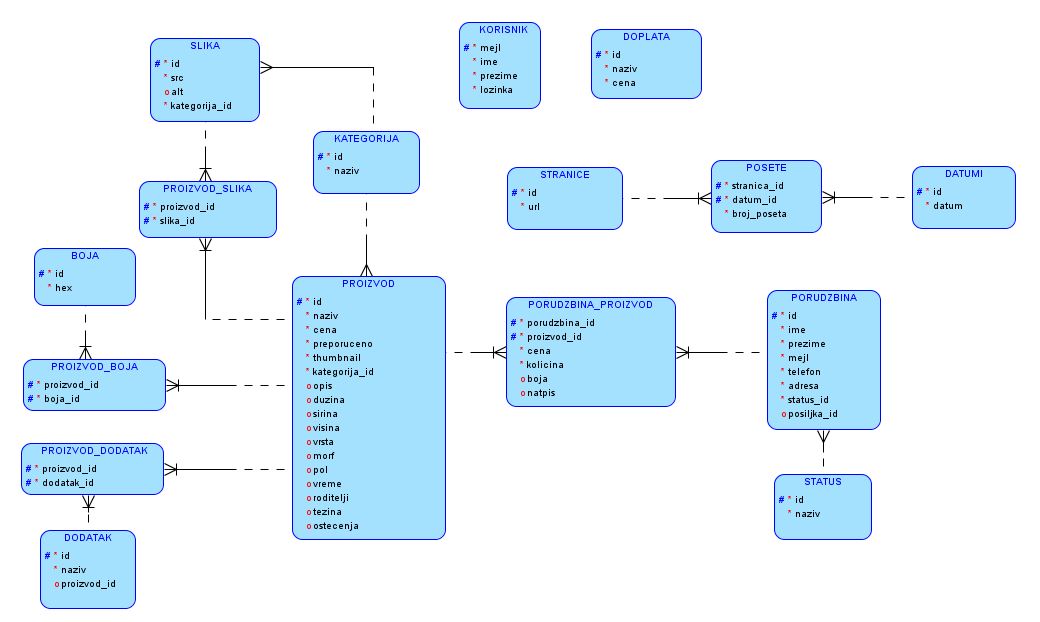 SLIKA
# * id
* src
o alt
* kategorija_id
KORISNIK
# * mejl
* ime
* prezime
* lozinka
DOPLATA
# * id
* naziv
* cena
KATEGORIJA
# * id
* naziv
STRANICE
# * id
* url
POSETE
# * stranica_id
# * datum_id
* broj_poseta
DATUMI
# * id
* datum
PROIZVOD_SLIKA
# * proizvod_id
# * slika_id
BOJA
# * id
* hex
PROIZVOD
# * id
* naziv
* cena
* preporuceno
* thumbnail
* kategorija_id
o opis
o duzina
o sirina
o visina
o vrsta
o morf
o pol
o vreme
o roditelji
o tezina
o ostecenja
PORUDZBINA_PROIZVOD
# * porudzbina_id
# * proizvod_id
* cena
* kolicina
o boja
o natpis
PORUDZBINA
# * id
* ime
* prezime
* mejl
* telefon
* adresa
* status_id
o posiljka_id
PROIZVOD_BOJA
# * proizvod_id
# * boja_id
PROIZVOD_DODATAK
# * proizvod_id
# * dodatak_id
STATUS
# * id
* naziv
DODATAK
# * id
* naziv
o proizvod_id